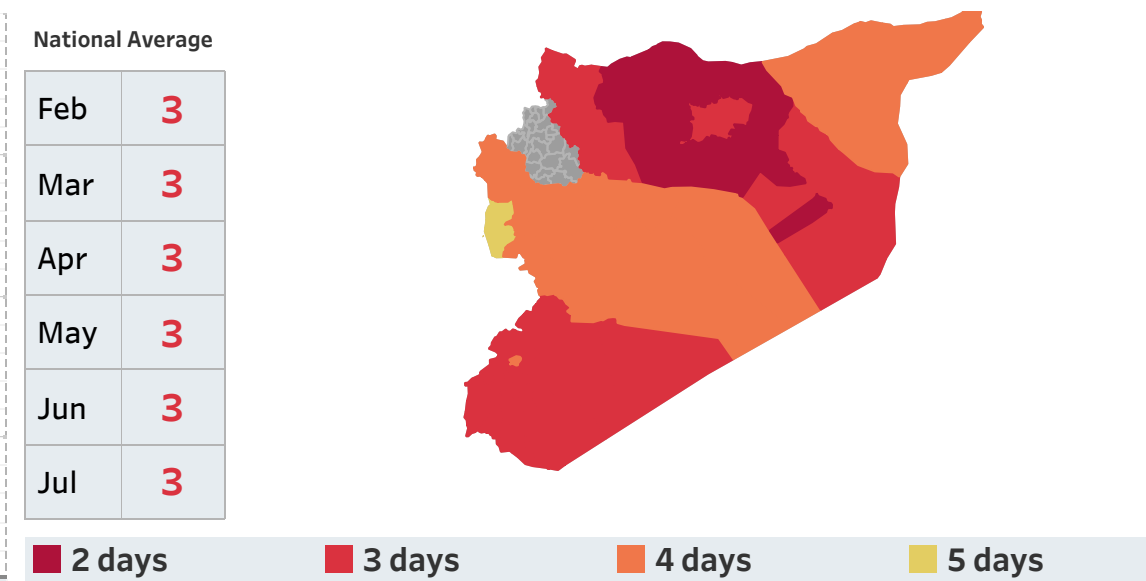 National Average
Feb 3
Mar 3
Apr 3
May 3
Jun 3
Jul 3
2 days 3 days 4 days 5 days